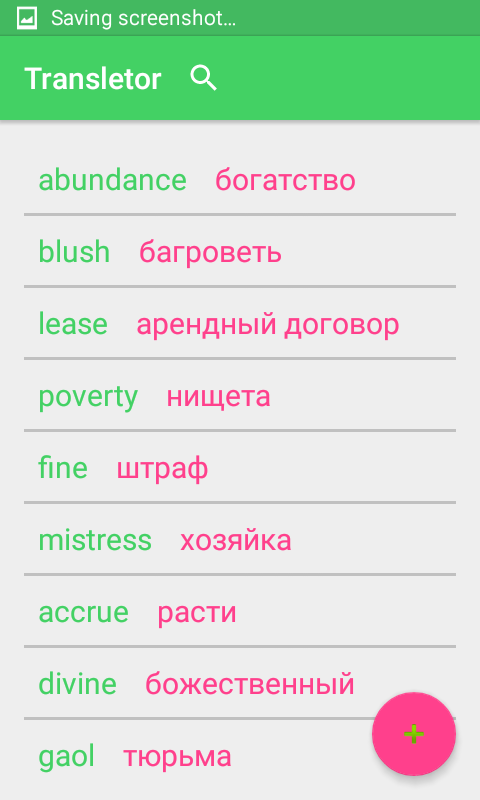 Saving screenshot...
Transletor
abundance богатство
blush багроветь
lease арендный договор
poverty нищета
fine штраф
mistress хозяйка
accrue расти
divine божественный
gaol тюрьма
+